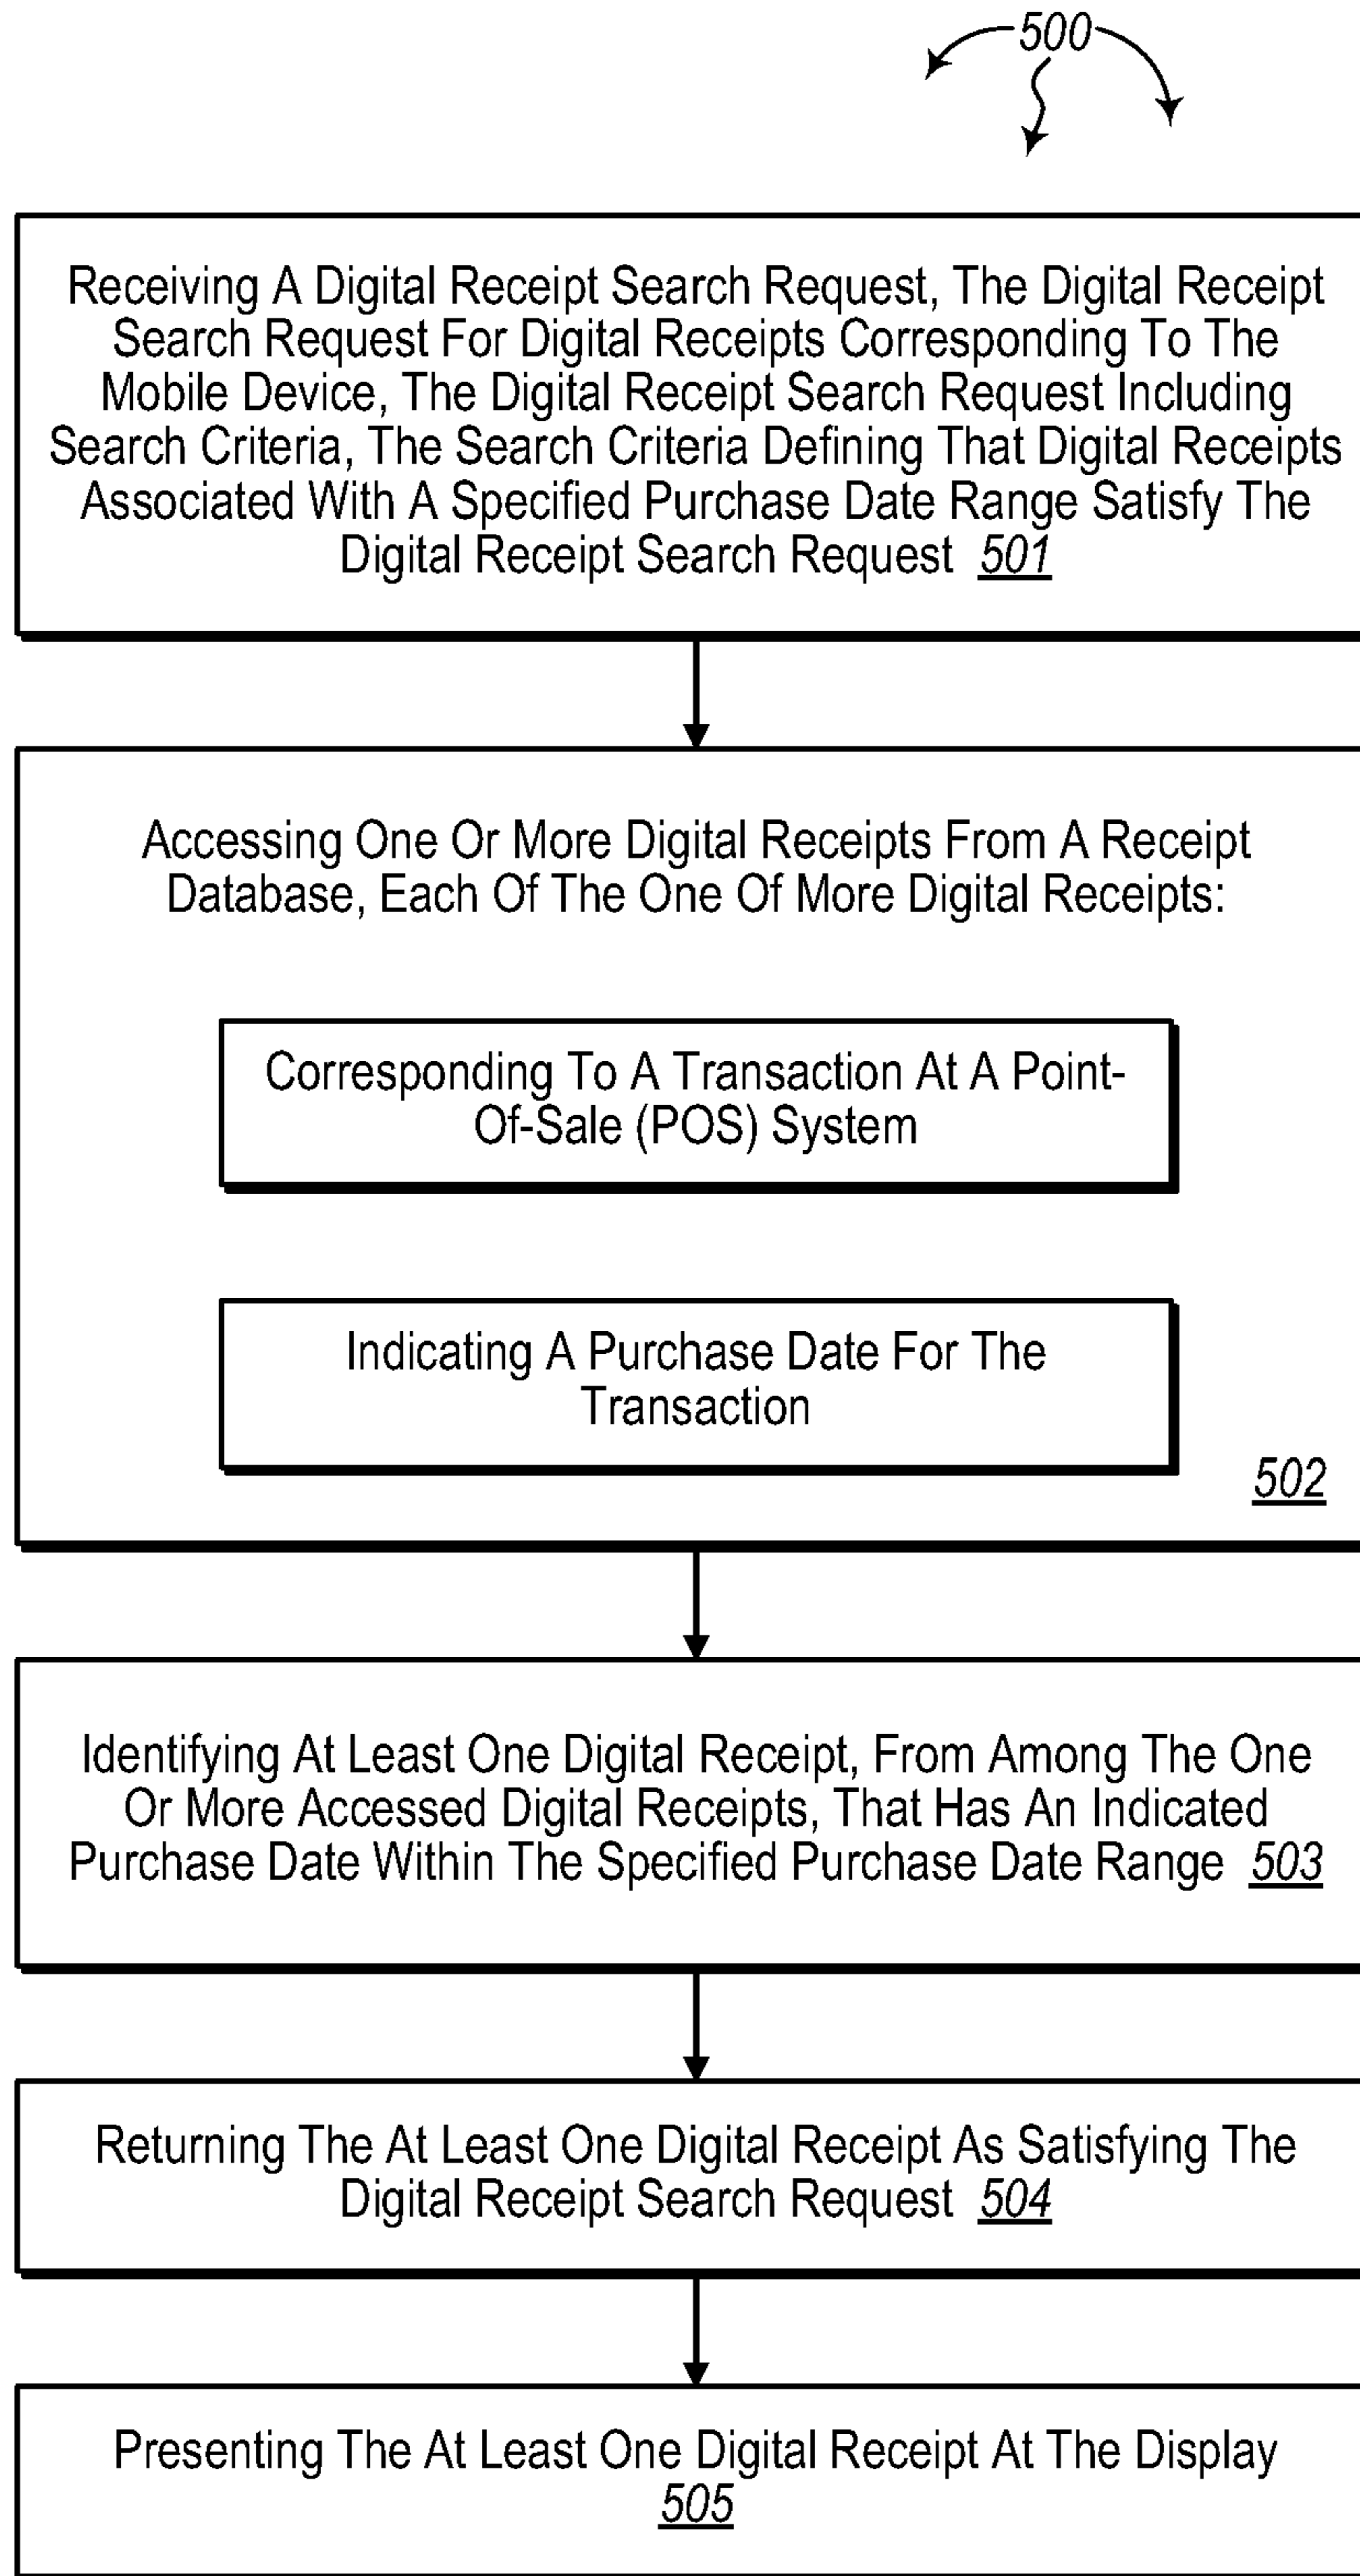 500
Receiving A Digital Receipt Search Request, The Digital Receipt
Search Request For Digital Receipts Corresponding To The
Mobile Device, The Digital Receipt Search Request Including
Search Criteria, The Search Criteria Defining That Digital Receipts
Associated With A Specified Purchase Date Range Satisfy The
Digital Receipt Search Request 501
Accessing One Or More Digital Receipts From A Receipt
Database, Each Of The One Of More Digital Receipts:
Corresponding To A Transaction At A Point-
Of-Sale (POS) System
Indicating A Purchase Date For The
Transaction
502
Identifying At Least One Digital Receipt, From Among The One
Or More Accessed Digital Receipts, That Has An Indicated
Purchase Date Within The Specified Purchase Date Range 503
Returning The At Least One Digital Receipt As Satisfying The
Digital Receipt Search Request 504
Presenting The At Least One Digital Receipt At The Display
505